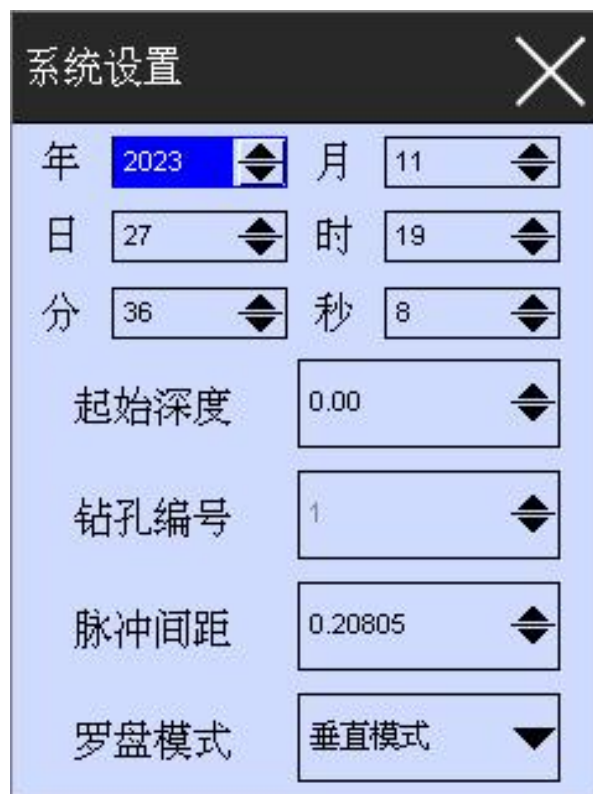 系统设置
年 2023 月 11
日 27 时 19
分 36 秒 8
起始深度 0.00
钻孔编号 1
脉冲间距 0.20805
罗盘模式 垂直模式